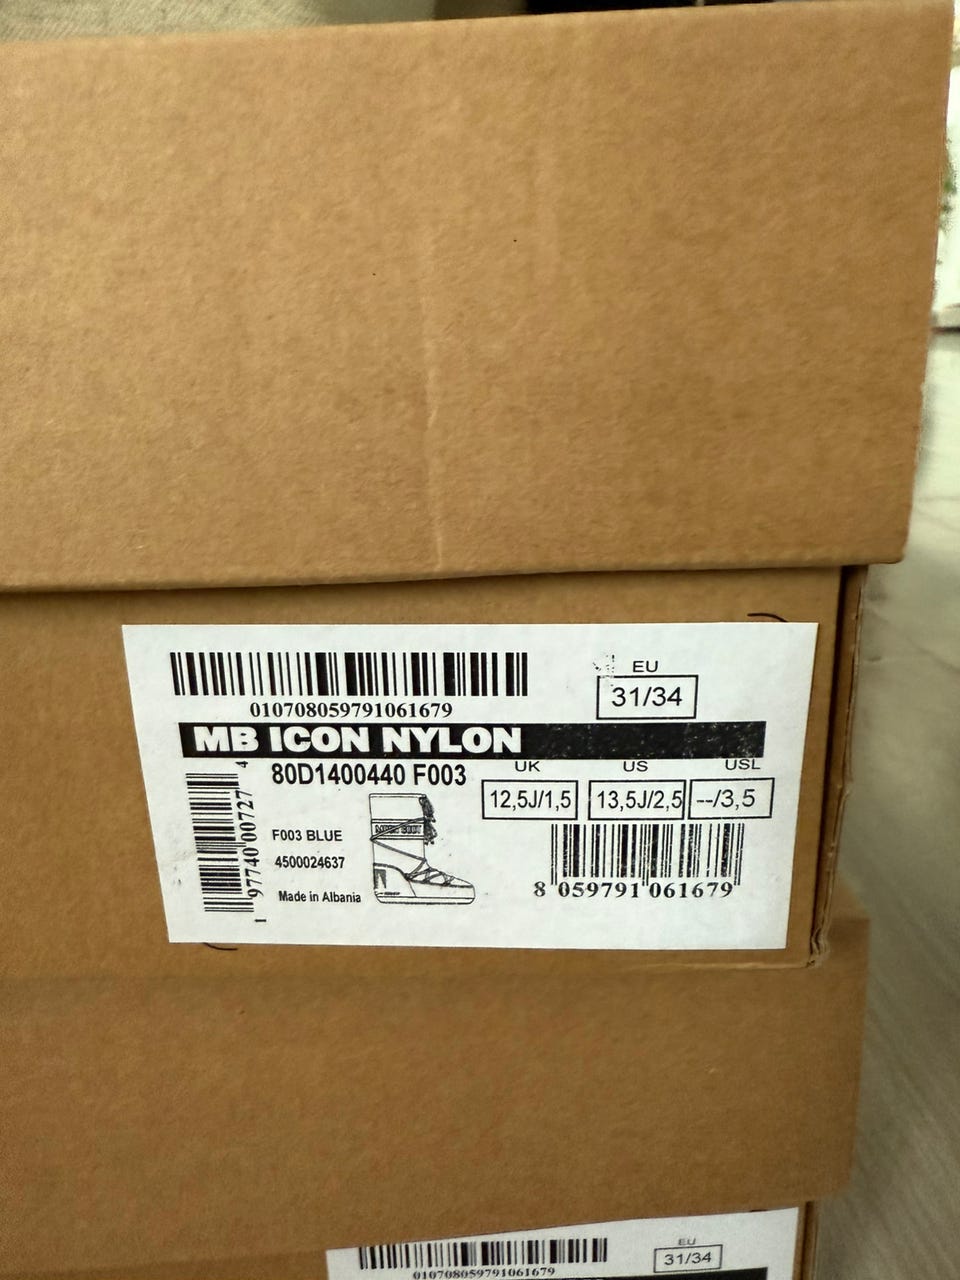 EU
31/34
010708059791061679
MB ICON NYLON
80D1400440 F003
UK
US
USL
12,5J/1,5
13,5J/2,5
--/3,5
F003 BLUE
4500024637
Made in Albania
1 97740 00727 4
8 059791 061679
EU
31/34
010708059791061679